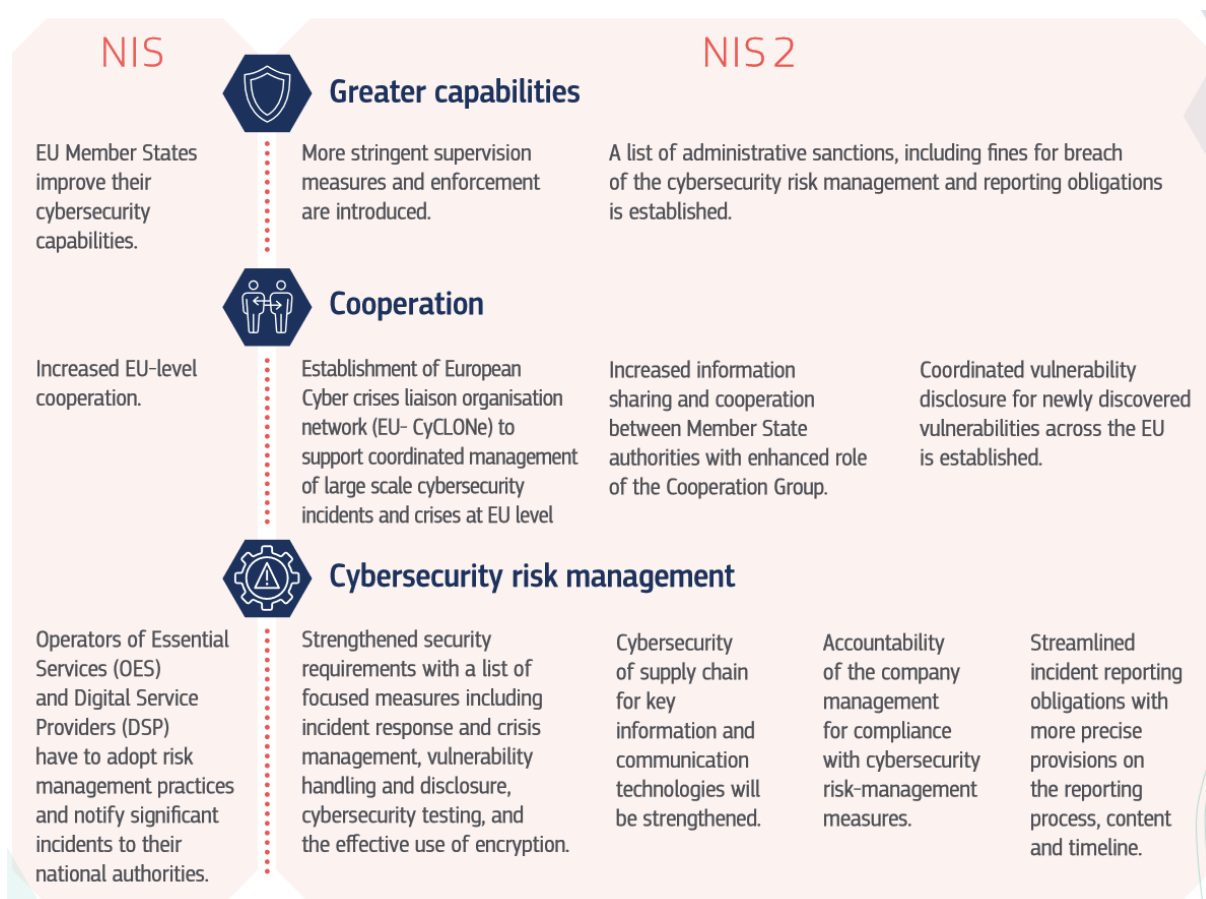 NIS
NIS 2
Greater capabilities
EU Member States
improve their
cybersecurity
capabilities.
More stringent supervision
measures and enforcement
are introduced.
A list of administrative sanctions, including fines for breach
of the cybersecurity risk management and reporting obligations
is established.
Cooperation
Increased EU-level
cooperation.
Establishment of European
Cyber crises liaison organisation
network (EU- CyCLONe) to
support coordinated management
of large scale cybersecurity
incidents and crises at EU level
Increased information
sharing and cooperation
between Member State
authorities with enhanced role
of the Cooperation Group.
Coordinated vulnerability
disclosure for newly discovered
vulnerabilities across the EU
is established.
Cybersecurity risk management
Operators of Essential
Services (OES)
and Digital Service
Providers (DSP)
have to adopt risk
management practices
and notify significant
incidents to their
national authorities.
Strengthened security
requirements with a list of
focused measures including
incident response and crisis
management, vulnerability
handling and disclosure,
cybersecurity testing, and
the effective use of encryption.
Cybersecurity
of supply chain
for key
information and
communication
technologies will
be strengthened.
Accountability
of the company
management
for compliance
with cybersecurity
risk-management
measures.
Streamlined
incident reporting
obligations with
more precise
provisions on
the reporting
process, content
and timeline.